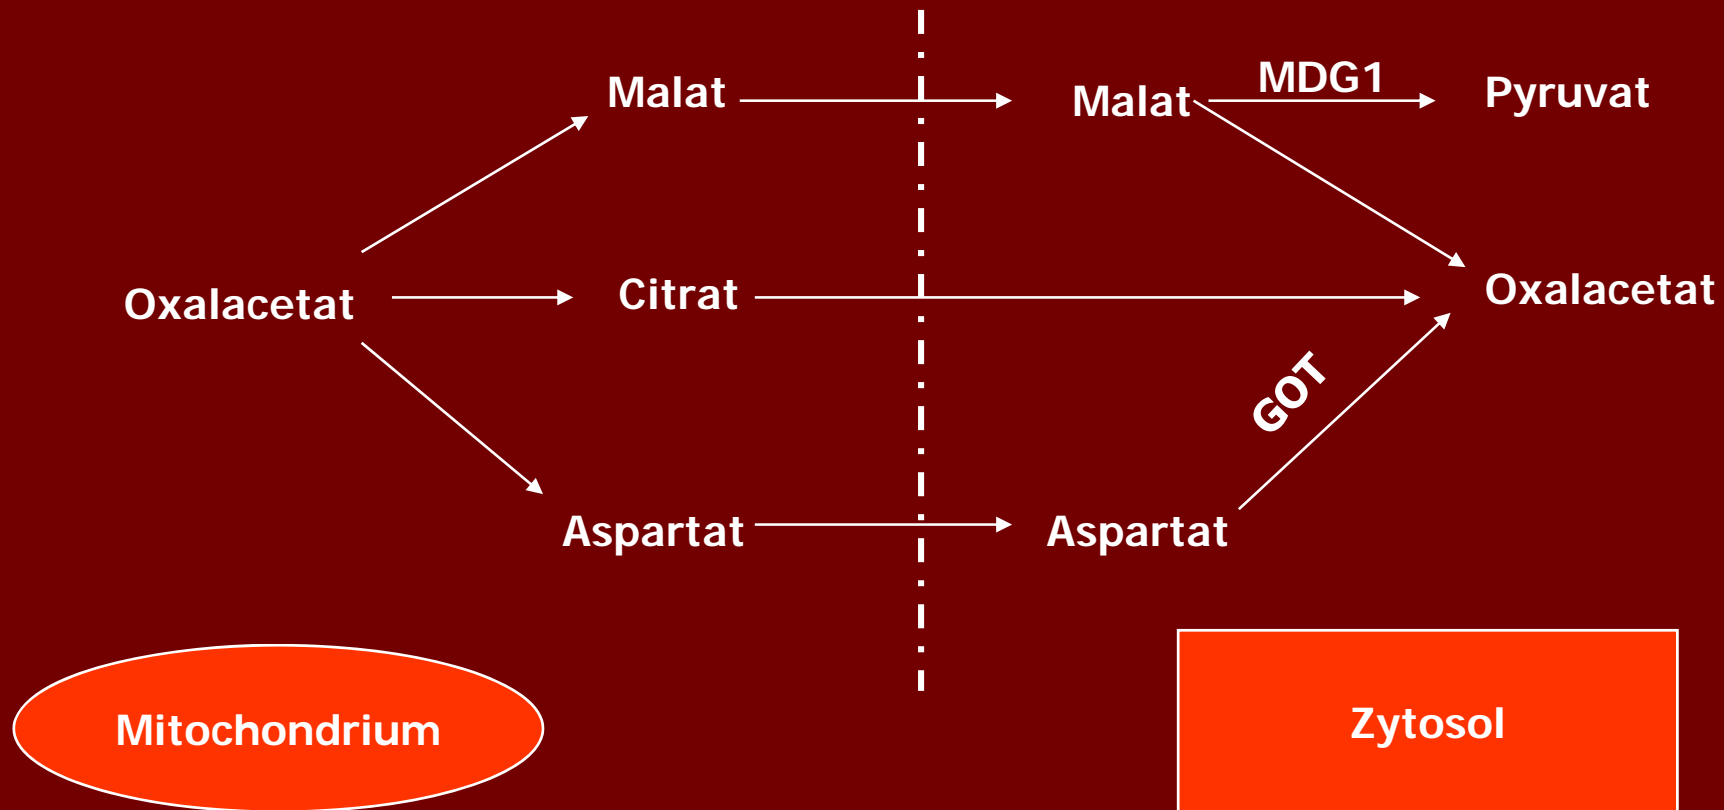 Malat
Malat
MDG1
Pyruvat
Oxalacetat
Citrat
Oxalacetat
GOT
Aspartat
Aspartat
Mitochondrium
Zytosol